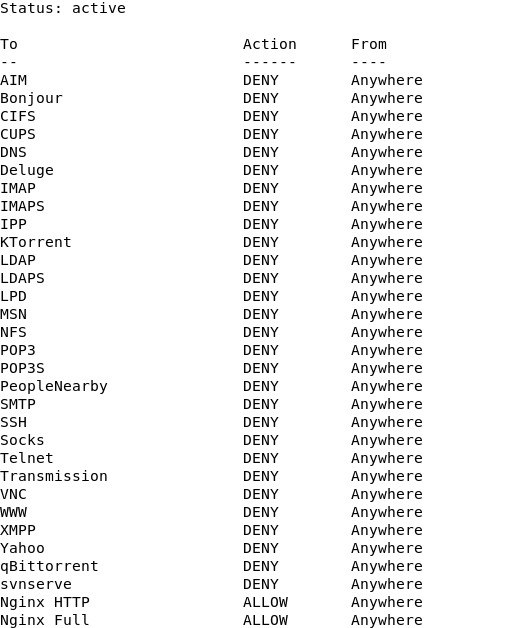 Status: active
To Action From
-- ------ ----
AIM DENY Anywhere
Bonjour DENY Anywhere
CIFS DENY Anywhere
CUPS DENY Anywhere
DNS DENY Anywhere
Deluge DENY Anywhere
IMAP DENY Anywhere
IMAPS DENY Anywhere
IPP DENY Anywhere
KTorrent DENY Anywhere
LDAP DENY Anywhere
LDAPS DENY Anywhere
LPD DENY Anywhere
MSN DENY Anywhere
NFS DENY Anywhere
POP3 DENY Anywhere
POP3S DENY Anywhere
PeopleNearby DENY Anywhere
SMTP DENY Anywhere
SSH DENY Anywhere
Socks DENY Anywhere
Telnet DENY Anywhere
Transmission DENY Anywhere
VNC DENY Anywhere
WWW DENY Anywhere
XMPP DENY Anywhere
Yahoo DENY Anywhere
qBittorrent DENY Anywhere
svnserve DENY Anywhere
Nginx HTTP ALLOW Anywhere
Nginx Full ALLOW Anywhere